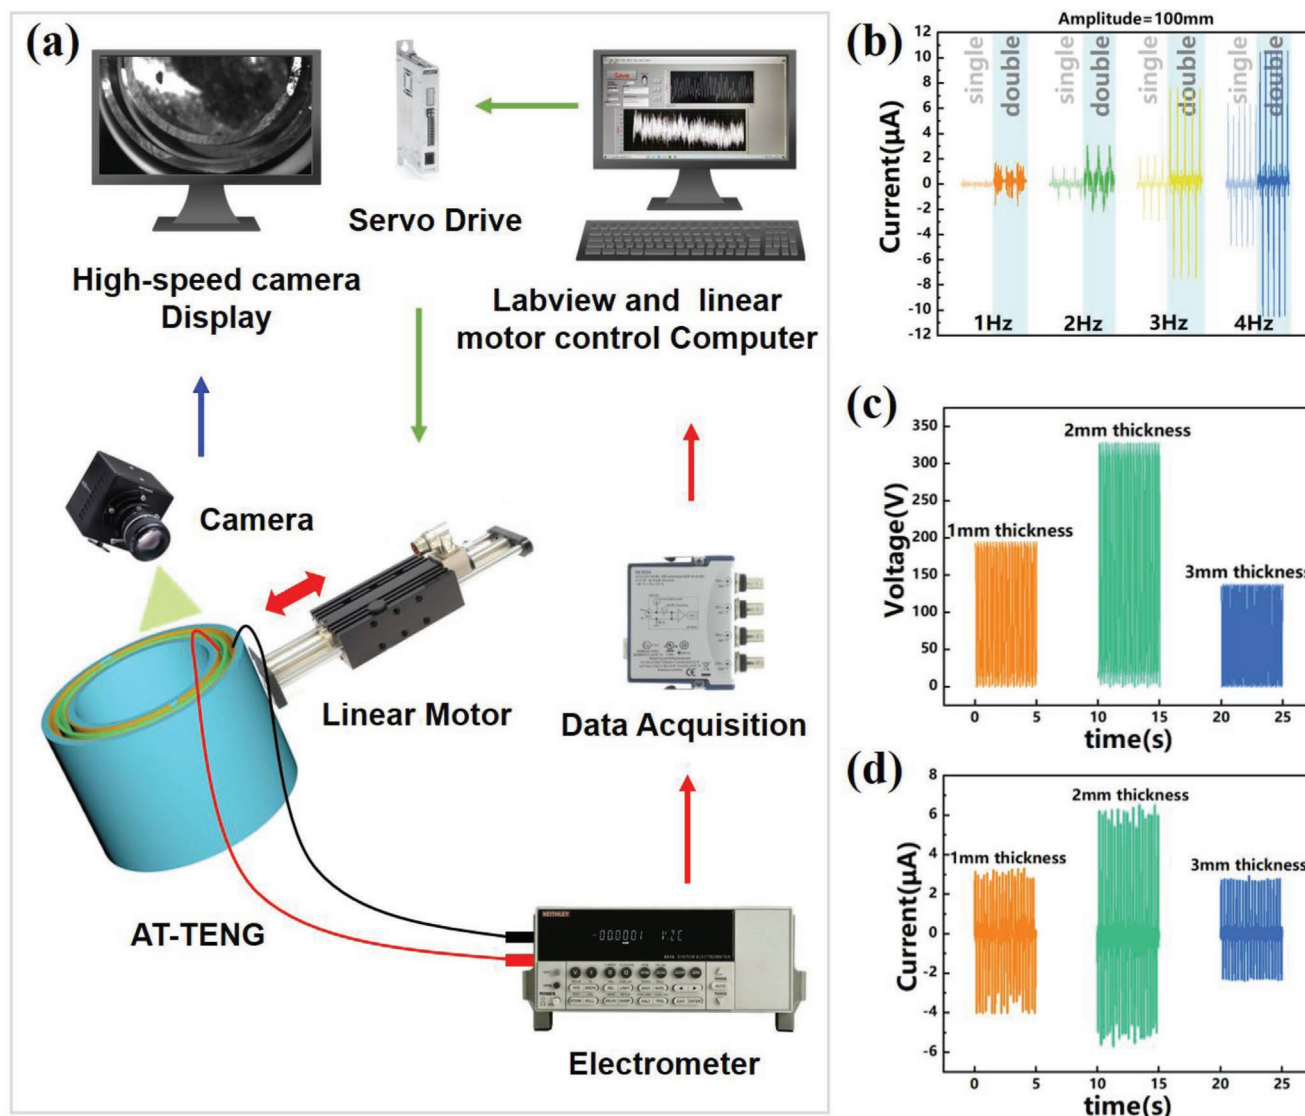 (a)
Save
Servo Drive
High-speed camera
Display
Labview and linear
motor control Computer
Camera
Linear Motor
Data Acquisition
AT-TENG
KEITHLEY
POWER
Electrometer
(b)
Amplitude=100mm
Current(μA)
12
10
8
6
4
2
0
-2
-4
-6
-8
-10
-12
single
double
single
double
single
double
single
double
1Hz
2Hz
3Hz
4Hz
(c)
Voltage(V)
350
300
250
200
150
100
50
0
1mm thickness
2mm thickness
3mm thickness
0 5 10 15 20 25
time(s)
(d)
Current(μA)
8
6
4
2
0
-2
-4
-6
1mm thickness
2mm thickness
3mm thickness
0 5 10 15 20 25
time(s)